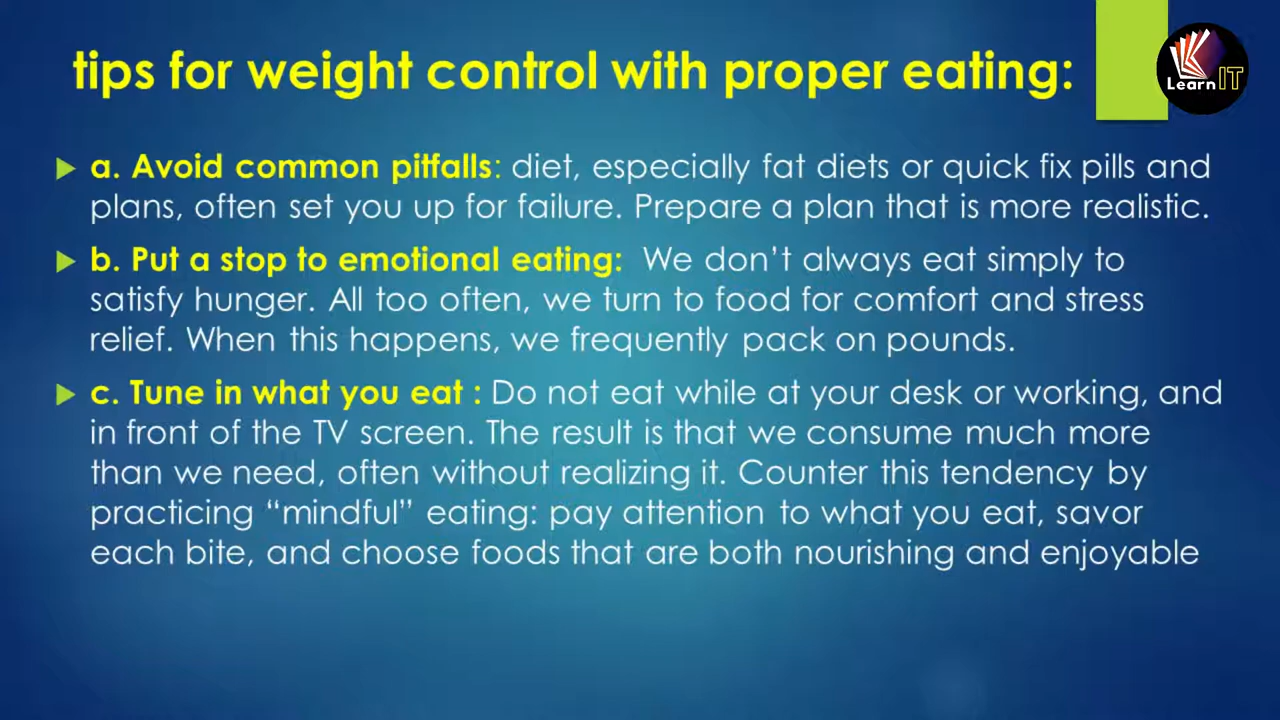 tips for weight control with proper eating:
Learn IT
a. Avoid common pitfalls: diet, especially fat diets or quick fix pills and
plans, often set you up for failure. Prepare a plan that is more realistic.
b. Put a stop to emotional eating: We don’t always eat simply to
satisfy hunger. All too often, we turn to food for comfort and stress
relief. When this happens, we frequently pack on pounds.
c. Tune in what you eat : Do not eat while at your desk or working, and
in front of the TV screen. The result is that we consume much more
than we need, often without realizing it. Counter this tendency by
practicing “mindful” eating: pay attention to what you eat, savor
each bite, and choose foods that are both nourishing and enjoyable